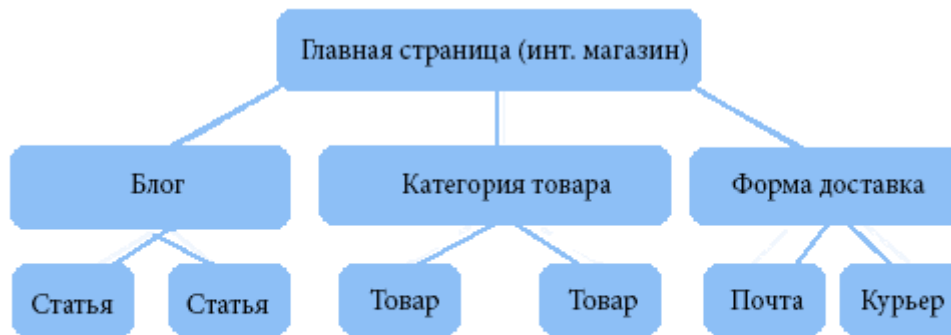 Главная страница (инт. магазин)
Блог
Категория товара
Форма доставка
Статья
Статья
Товар
Товар
Почта
Курьер